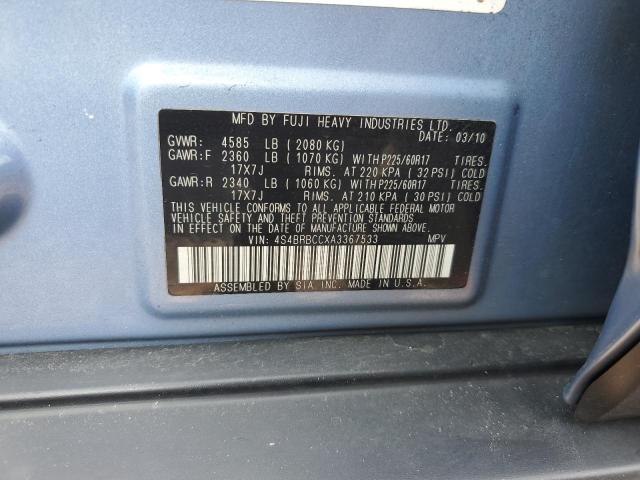 MFD BY FUJI HEAVY INDUSTRIES LTD.
DATE: 03/10
GVWR: 4585 LB (2080 KG)
GAWR:F 2360 LB (1070 KG) WITH P225/60R17 TIRES.
17X7J RIMS. AT 220 KPA (32 PSI) COLD
GAWR:R 2340 LB (1060 KG) WITH P225/60R17 TIRES.
17X7J RIMS. AT 210 KPA (30 PSI) COLD
THIS VEHICLE CONFORMS TO ALL APPLICABLE FEDERAL MOTOR
VEHICLE SAFETY AND THEFT PREVENTION STANDARDS
IN EFFECT ON THE DATE OF MANUFACTURE SHOWN ABOVE.
VIN: 4S4BRBCCXA3367533 MPV
ASSEMBLED BY SIA INC. MADE IN U.S.A.